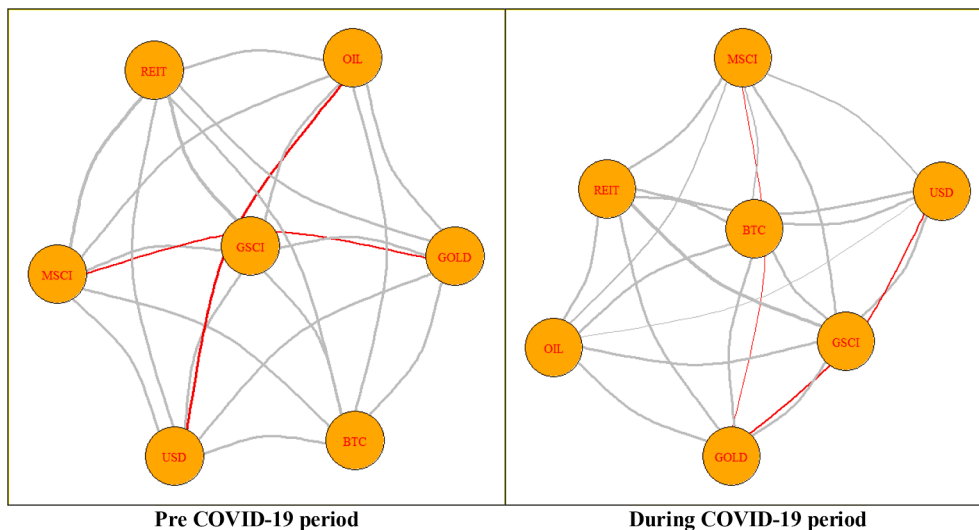 REIT
OIL
MSCI
GSCI
GOLD
USD
BTC
Pre COVID-19 period
MSCI
REIT
USD
BTC
OIL
GSCI
GOLD
During COVID-19 period